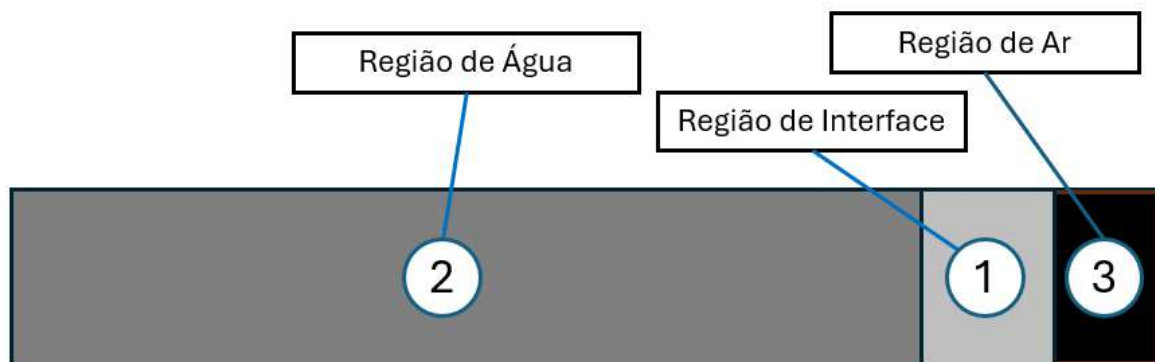 Região de Ar
Região de Água
Região de Interface
2
1
3